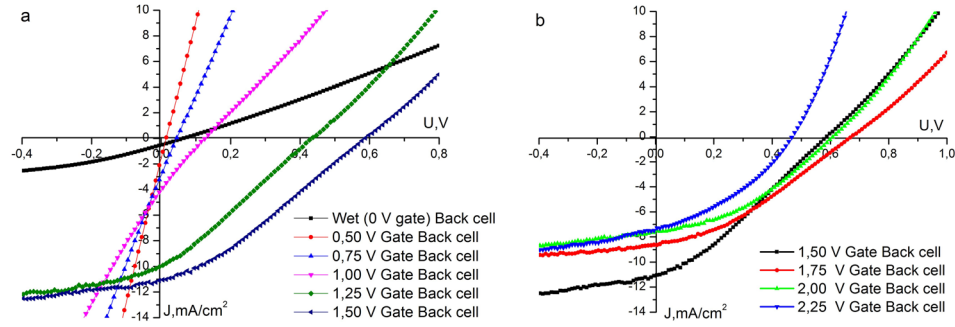 a
10
8
6
4
2
0
-2
-4
-6
-8
-10
-12
-14
-0,4
-0,2
0,0
0,2
0,4
0,6
0,8
U,V
J,mA/cm²
Wet (0 V gate) Back cell
0,50 V Gate Back cell
0,75 V Gate Back cell
1,00 V Gate Back cell
1,25 V Gate Back cell
1,50 V Gate Back cell
b
10
8
6
4
2
0
-2
-4
-6
-8
-10
-12
-14
-0,4
-0,2
0,0
0,2
0,4
0,6
0,8
1,0
U,V
J,mA/cm²
1,50 V Gate Back cell
1,75 V Gate Back cell
2,00 V Gate Back cell
2,25 V Gate Back cell